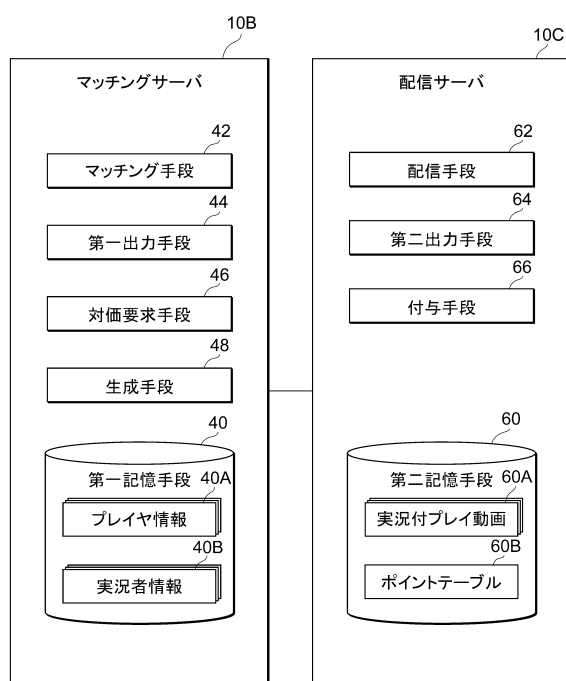 10B
マッチングサーバ
42
マッチング手段
44
第一出力手段
46
対価要求手段
48
生成手段
40
第一記憶手段
40A
プレイヤ情報
40B
実況者情報
10C
配信サーバ
62
配信手段
64
第二出力手段
66
付与手段
60
第二記憶手段
60A
実況付プレイ動画
60B
ポイントテーブル